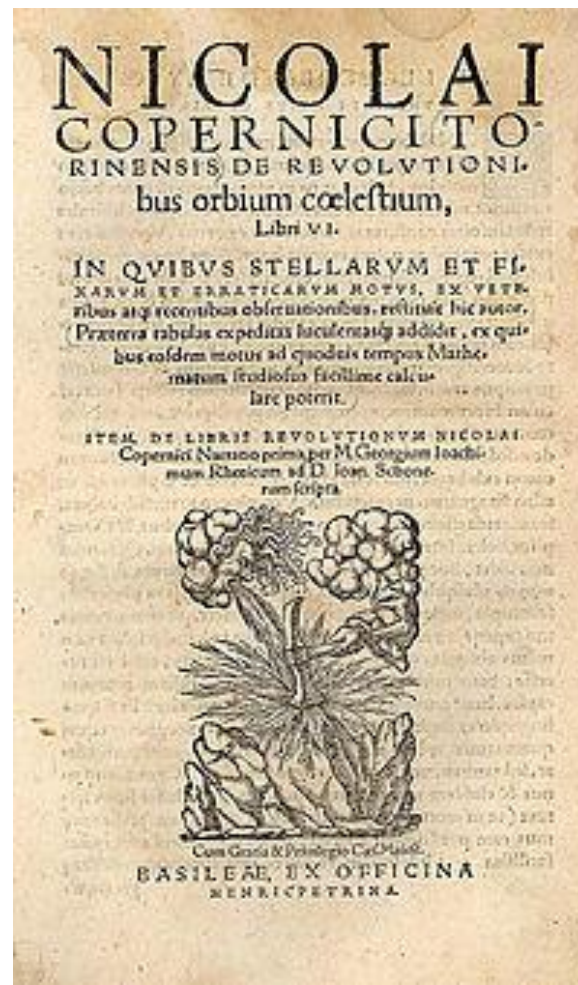 NICOLAI
COPERNICI TO-
RINENSIS DE REVOLVTIONI-
bus orbium cœleſtium,
Libri VI.
IN QVIBVS STELLARVM ET FI-
XARVM ET ERRATICARVM MOTVS, EX VETE-
ribus atq; recentibus obſeruationibus, reſtituit hic autor.
Præterea tabulas expeditas luculentasq; addidit, ex qui-
bus eoſdem motus ad quoduis tempus Mathe-
matum ſtudioſus facillime calcu-
lare poterit.
ITEM, DE LIBRIS REVOLVTIONVM NICOLAI
Copernici Narratio prima, per M. Georgium Ioachi-
mum Rheticum ad D. Ioan. Schone-
rum ſcripta.
Cum Gratia & Priuilegio Cæſ. Maieſt.
BASILEAE, EX OFFICINA
HENRICPETRINA.